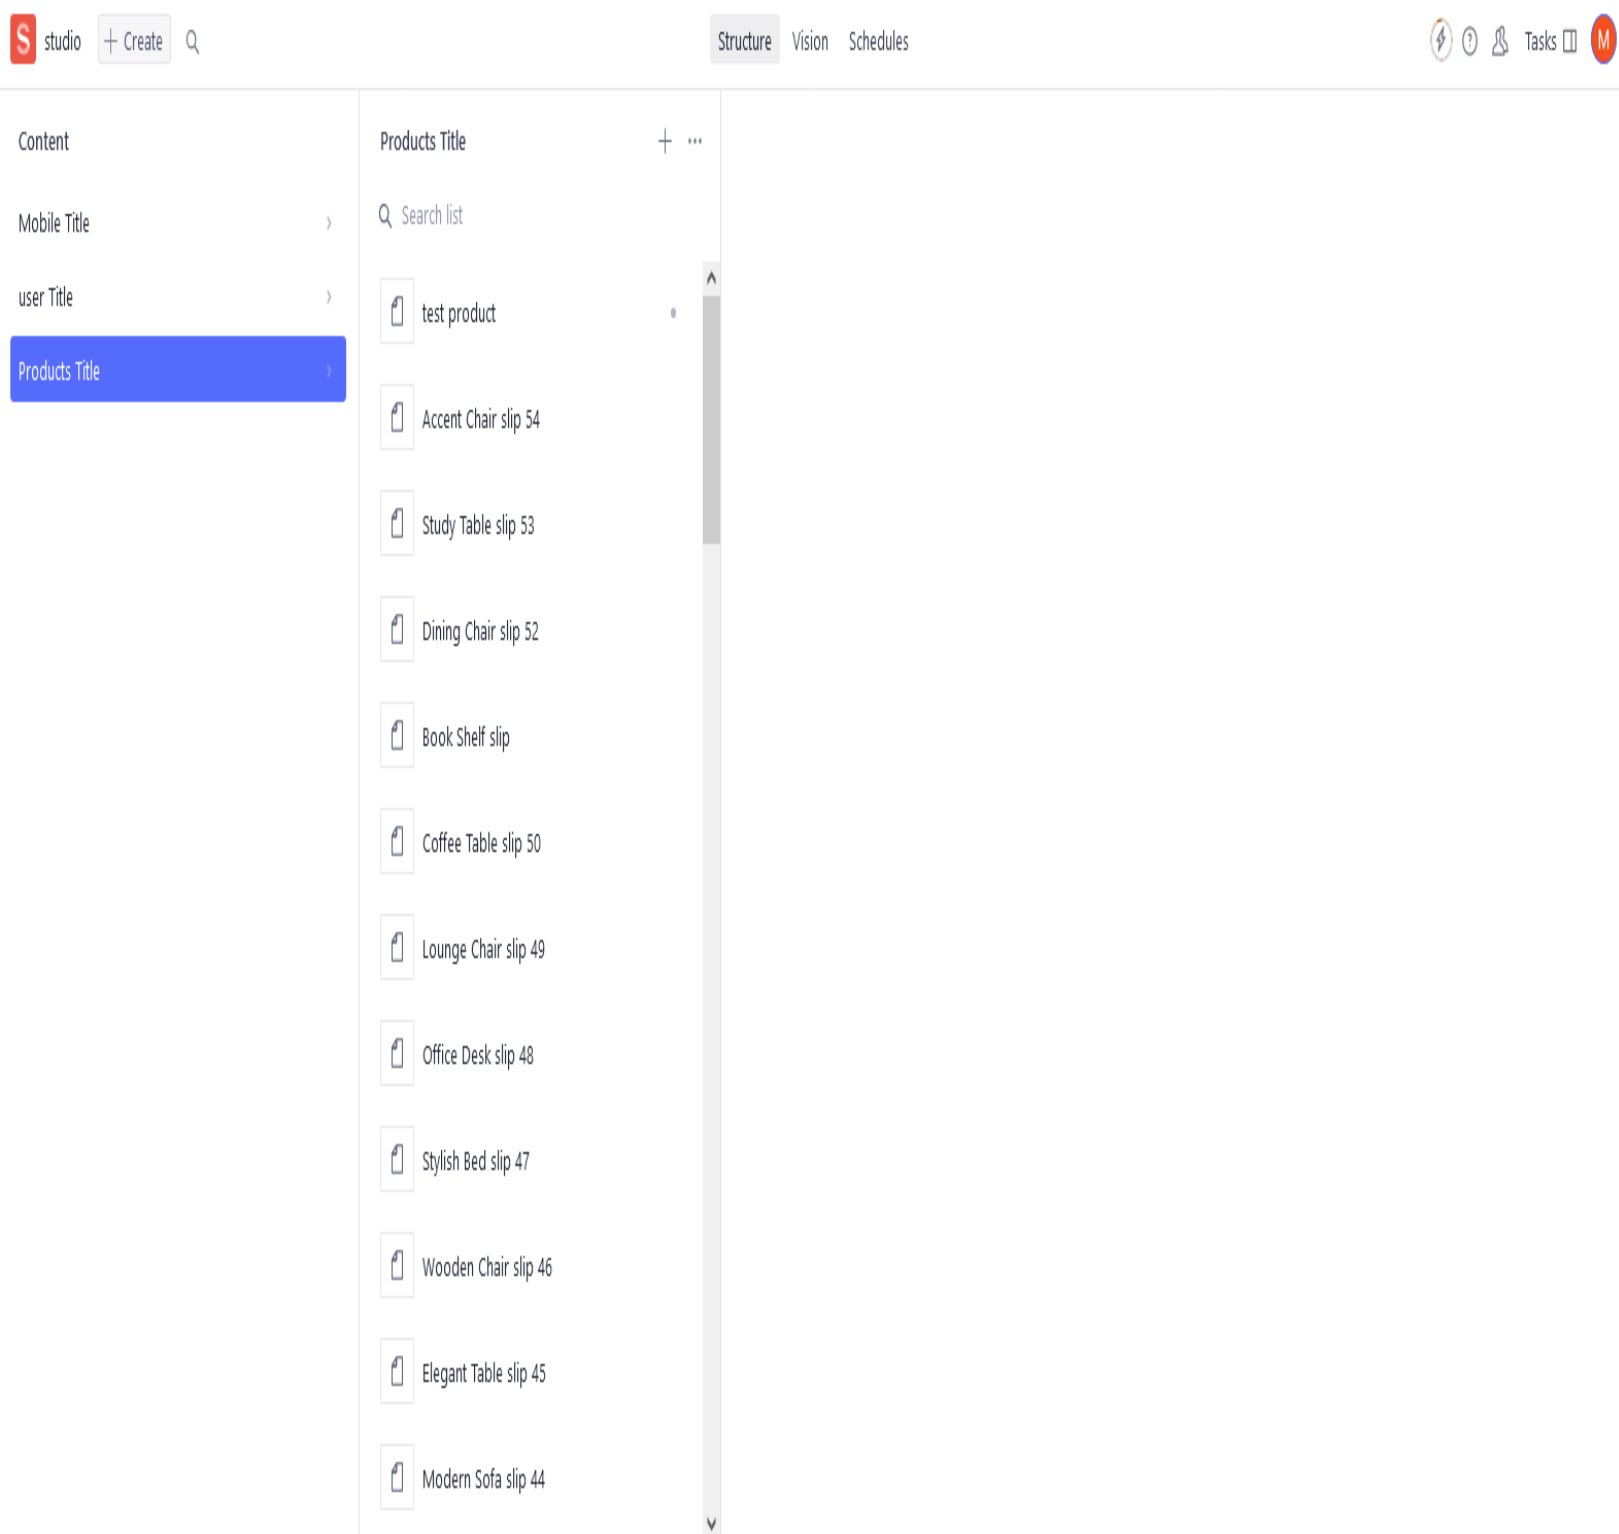 S studio + Create Structure Vision Schedules Tasks M
Content
Mobile Title
user Title
Products Title
Products Title
Search list
test product
Accent Chair slip 54
Study Table slip 53
Dining Chair slip 52
Book Shelf slip
Coffee Table slip 50
Lounge Chair slip 49
Office Desk slip 48
Stylish Bed slip 47
Wooden Chair slip 46
Elegant Table slip 45
Modern Sofa slip 44